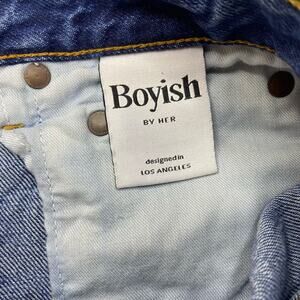 Boyish
BY HER
designed in
LOS ANGELES